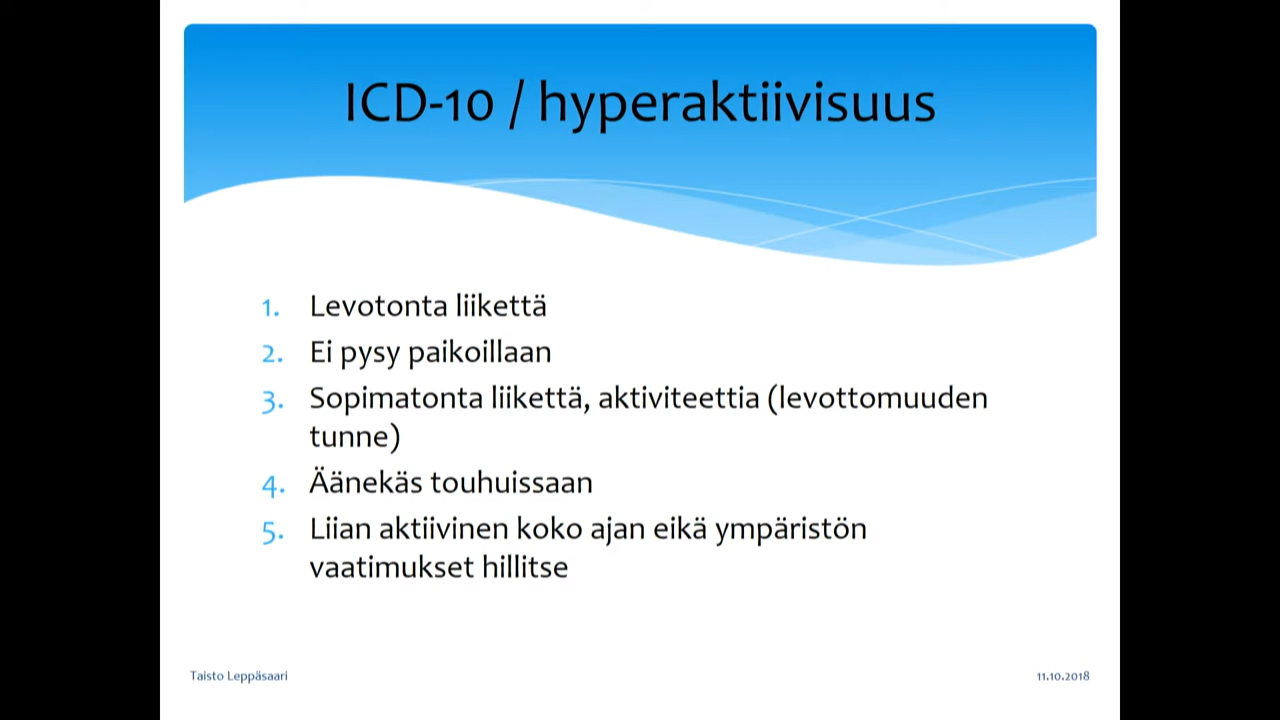 ICD-10 / hyperaktiivisuus
1. Levotonta liikettä
2. Ei pysy paikoillaan
3. Sopimatonta liikettä, aktiviteettia (levottomuuden
tunne)
4. Äänekäs touhuissaan
5. Liian aktiivinen koko ajan eikä ympäristön
vaatimukset hillitse
Taisto Leppäsaari
11.10.2018